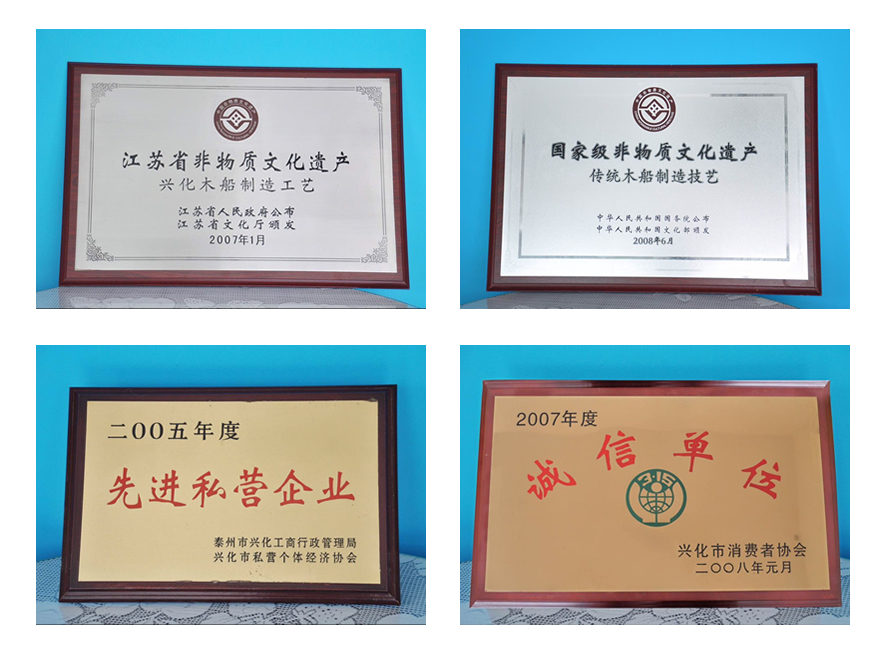 江苏省非物质文化遗产
兴化木船制造工艺
江苏省人民政府公布
江苏省文化厅颁发
2007年1月
国家级非物质文化遗产
传统木船制造技艺
中华人民共和国国务院公布
中华人民共和国文化部颁发
2008年6月
二〇〇五年度
先进私营企业
泰州市兴化工商行政管理局
兴化市私营个体经济协会
2007年度
诚信单位
315
兴化市消费者协会
二〇〇八年元月